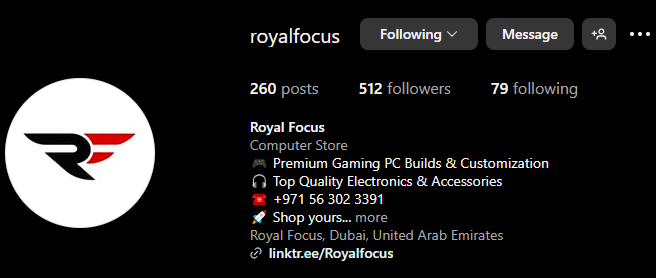 royalfocus Following Message
260 posts 512 followers 79 following
Royal Focus
Computer Store
🎮 Premium Gaming PC Builds & Customization
🎧 Top Quality Electronics & Accessories
☎️ +971 56 302 3391
🚀 Shop yours... more
Royal Focus, Dubai, United Arab Emirates
linktr.ee/Royalfocus
RF